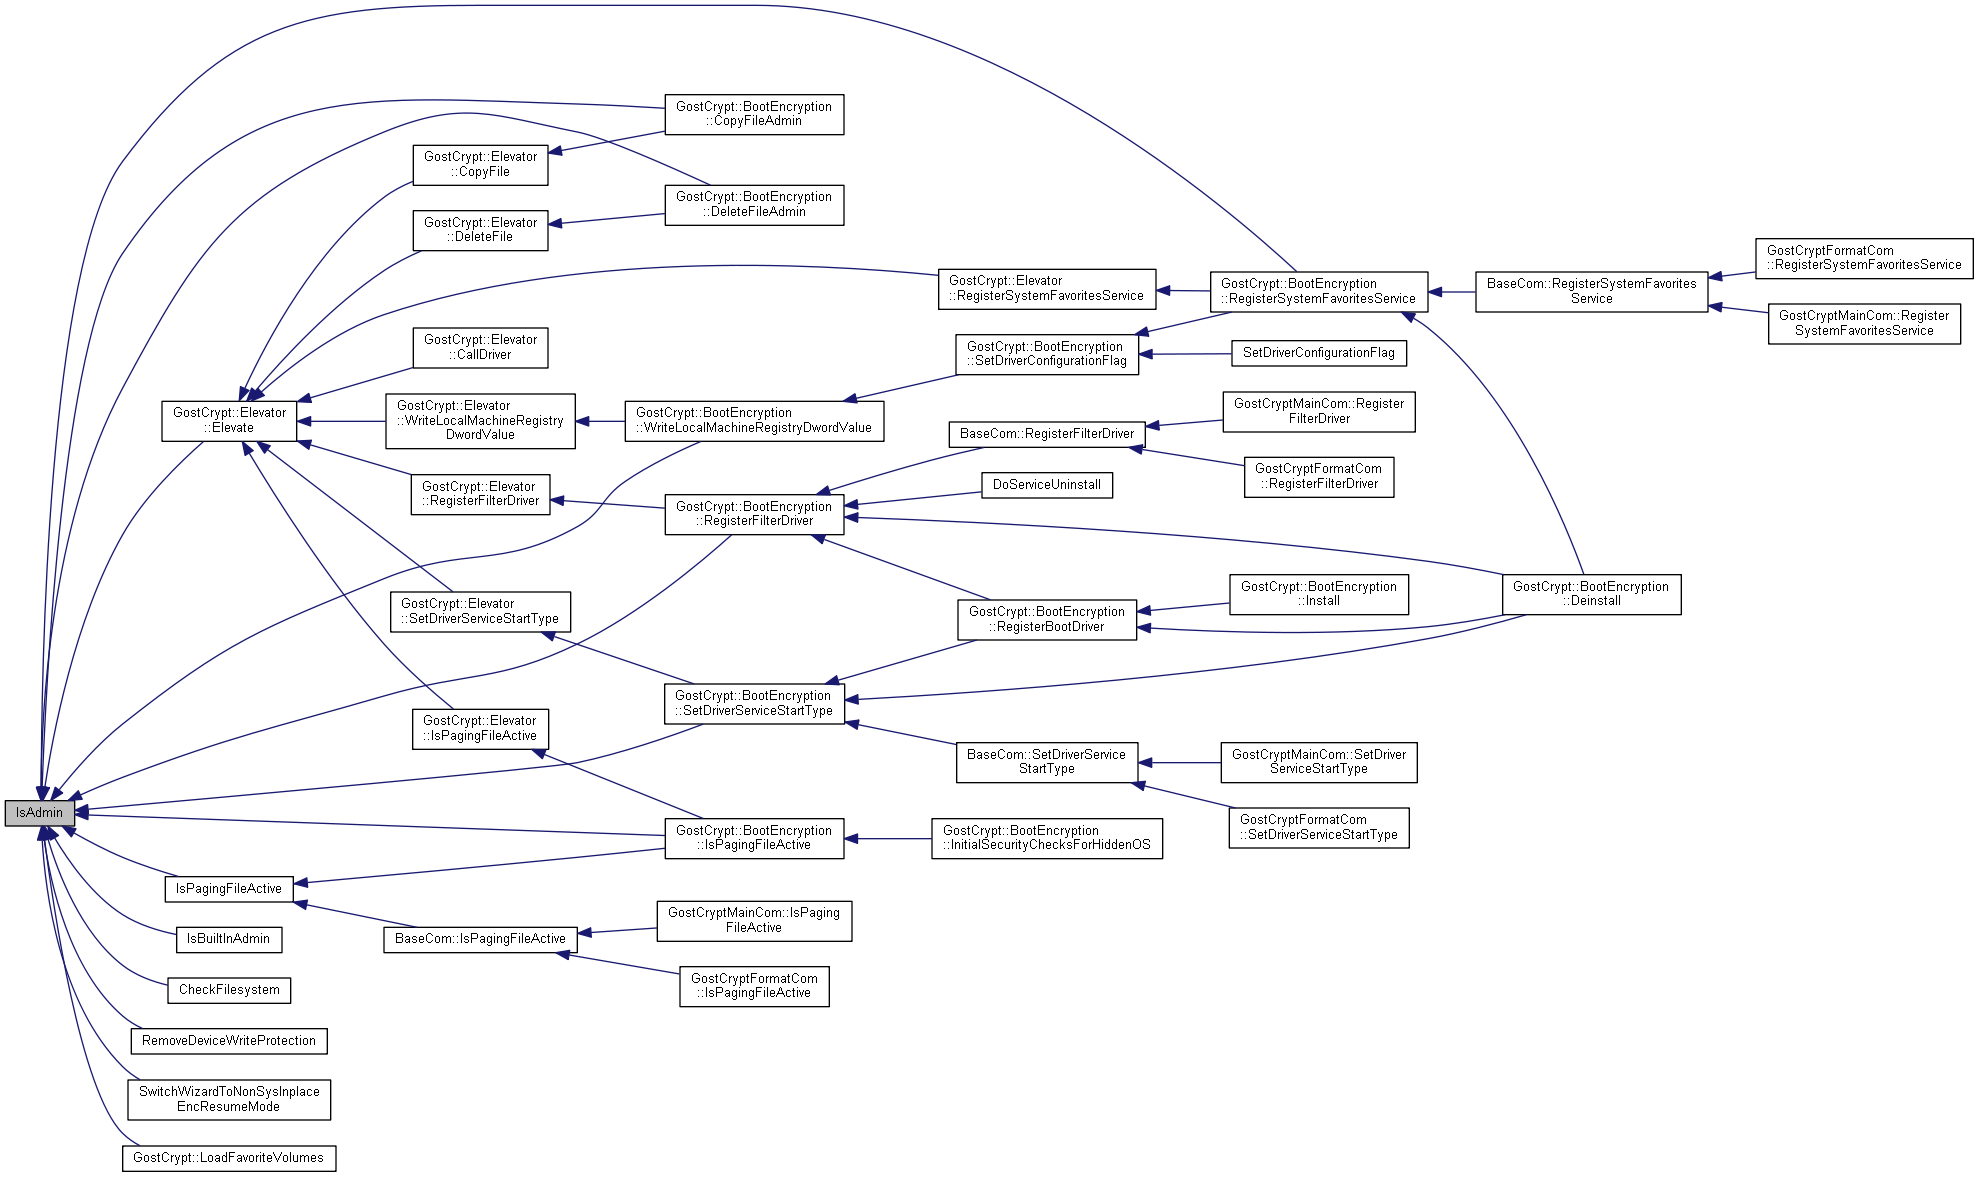 GostCrypt::BootEncryption
::CopyFileAdmin
GostCrypt::Elevator
::CopyFile
GostCrypt::BootEncryption
::DeleteFileAdmin
GostCrypt::Elevator
::DeleteFile
GostCrypt::Elevator
::RegisterSystemFavoritesService
GostCrypt::BootEncryption
::RegisterSystemFavoritesService
BaseCom::RegisterSystemFavorites
Service
GostCryptFormatCom
::RegisterSystemFavoritesService
GostCryptMainCom::Register
SystemFavoritesService
GostCrypt::Elevator
::CallDriver
GostCrypt::BootEncryption
::SetDriverConfigurationFlag
SetDriverConfigurationFlag
GostCrypt::Elevator
::Elevate
GostCrypt::Elevator
::WriteLocalMachineRegistry
DwordValue
GostCrypt::BootEncryption
::WriteLocalMachineRegistryDwordValue
BaseCom::RegisterFilterDriver
GostCryptMainCom::Register
FilterDriver
GostCryptFormatCom
::RegisterFilterDriver
GostCrypt::Elevator
::RegisterFilterDriver
GostCrypt::BootEncryption
::RegisterFilterDriver
DoServiceUninstall
GostCrypt::Elevator
::SetDriverServiceStartType
GostCrypt::BootEncryption
::RegisterBootDriver
GostCrypt::BootEncryption
::Install
GostCrypt::BootEncryption
::Deinstall
GostCrypt::Elevator
::IsPagingFileActive
GostCrypt::BootEncryption
::SetDriverServiceStartType
BaseCom::SetDriverService
StartType
GostCryptMainCom::SetDriver
ServiceStartType
GostCryptFormatCom
::SetDriverServiceStartType
IsAdmin
GostCrypt::BootEncryption
::IsPagingFileActive
GostCrypt::BootEncryption
::InitialSecurityChecksForHiddenOS
IsPagingFileActive
IsBuiltInAdmin
BaseCom::IsPagingFileActive
GostCryptMainCom::IsPaging
FileActive
GostCryptFormatCom
::IsPagingFileActive
CheckFilesystem
RemoveDeviceWriteProtection
SwitchWizardToNonSysInplace
EncResumeMode
GostCrypt::LoadFavoriteVolumes